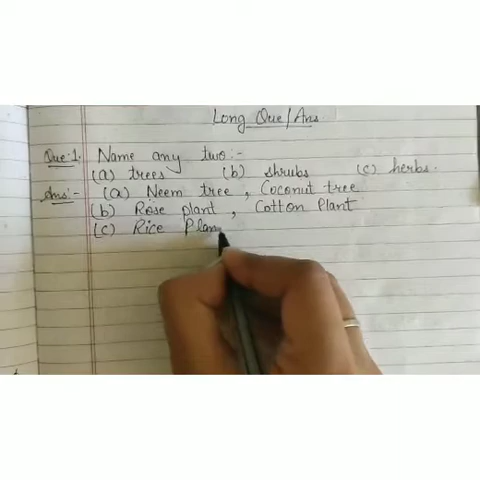 Long Que/Ans
Que:1. Name any two:-
(a) trees (b) shrubs (c) herbs.
Ans:- (a) Neem tree, Coconut tree
(b) Rose plant, Cotton Plant
(c) Rice Plan